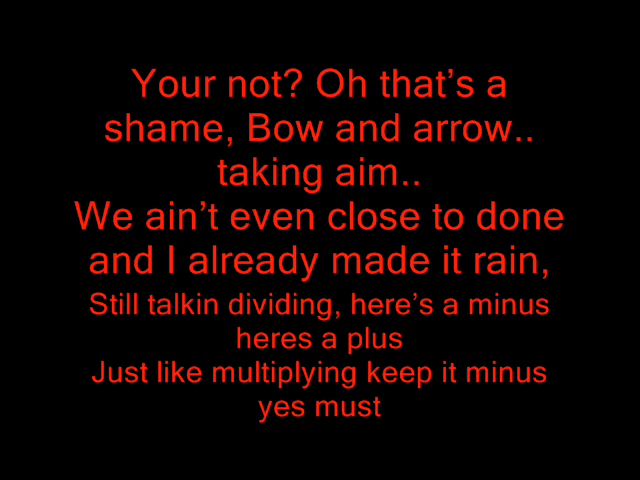 Your not? Oh that’s a
shame, Bow and arrow..
taking aim..
We ain’t even close to done
and I already made it rain,
Still talkin dividing, here’s a minus
heres a plus
Just like multiplying keep it minus
yes must